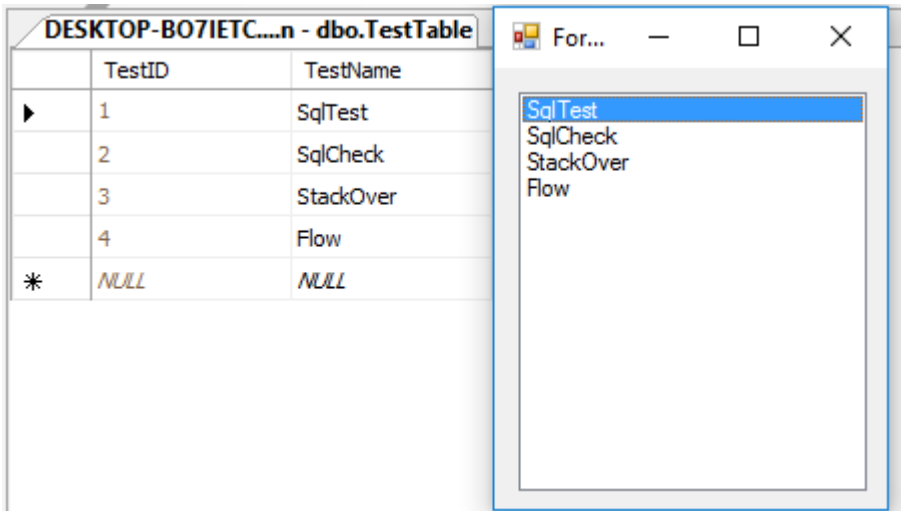 DESKTOP-BO7IETC....n - dbo.TestTable
TestID TestName
1 SqlTest
2 SqlCheck
3 StackOver
4 Flow
NULL NULL
For...
SqlTest
SqlCheck
StackOver
Flow